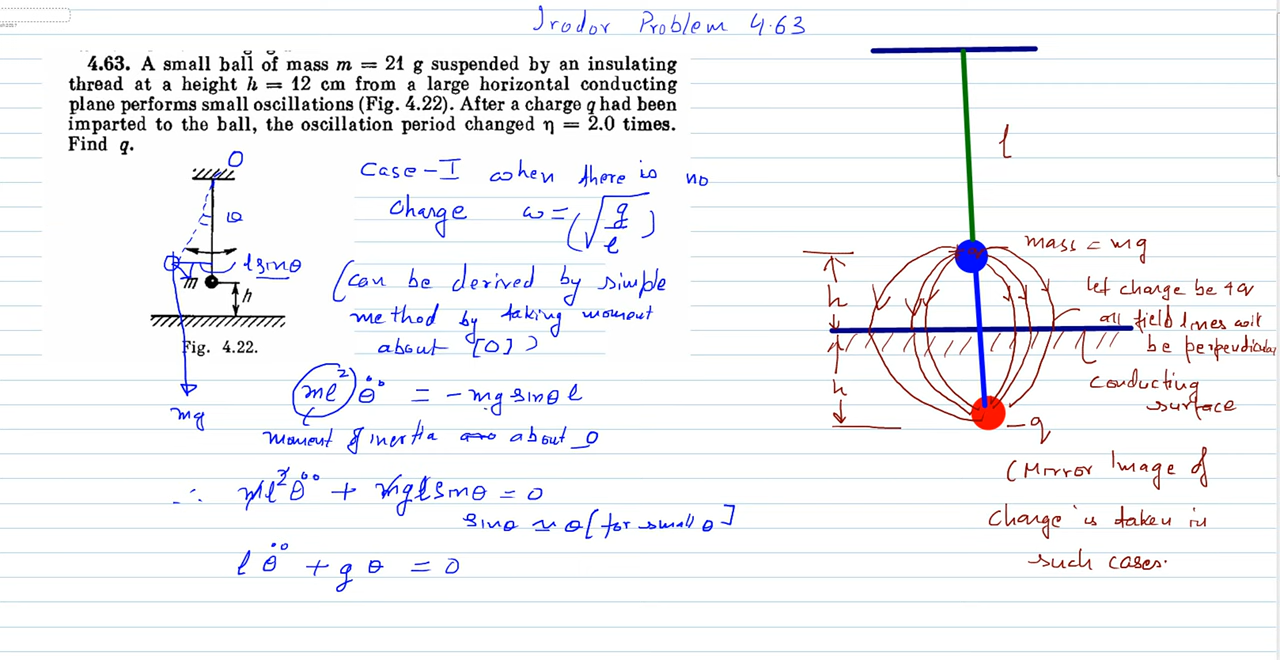 Irodov Problem 4.63
4.63. A small ball of mass m = 21 g suspended by an insulating
thread at a height h = 12 cm from a large horizontal conducting
plane performs small oscillations (Fig. 4.22). After a charge q had been
imparted to the ball, the oscillation period changed η = 2.0 times.
Find q.
O
θ
l sinθ
m
h
Fig. 4.22.
mg
Case-I when there is no
charge ω = (√g/l)
(can be derived by simple
method by taking moment
about [O])
(ml²) θ̈ = -mg sinθ l
moment of inertia about O
∴ ml²θ̈ + mgl sinθ = 0
sinθ ≈ θ [for small θ]
l θ̈ + g θ = 0
l
mass = mg
let charge be +q
all field lines will
be perpendicular
h
h
conducting
surface
-q
(Mirror Image of
charge is taken in
such cases.